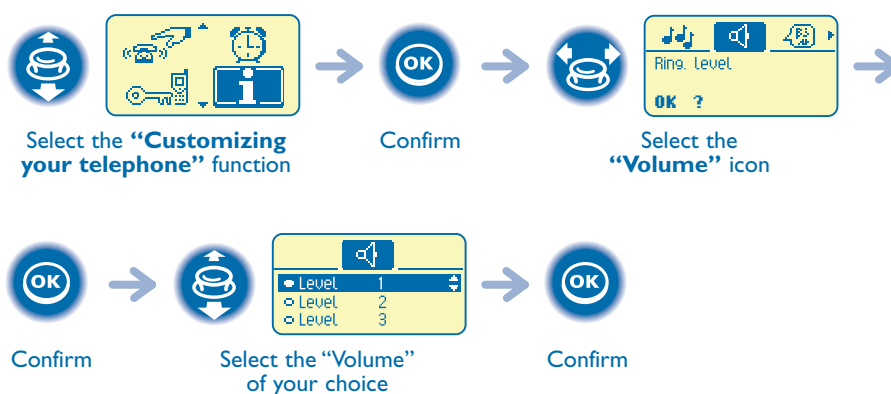 OK
Ring. level
OK ?
Select the “Customizing
your telephone” function
Confirm
Select the
“Volume” icon
OK
Level 1
Level 2
Level 3
OK
Confirm
Select the “Volume”
of your choice
Confirm